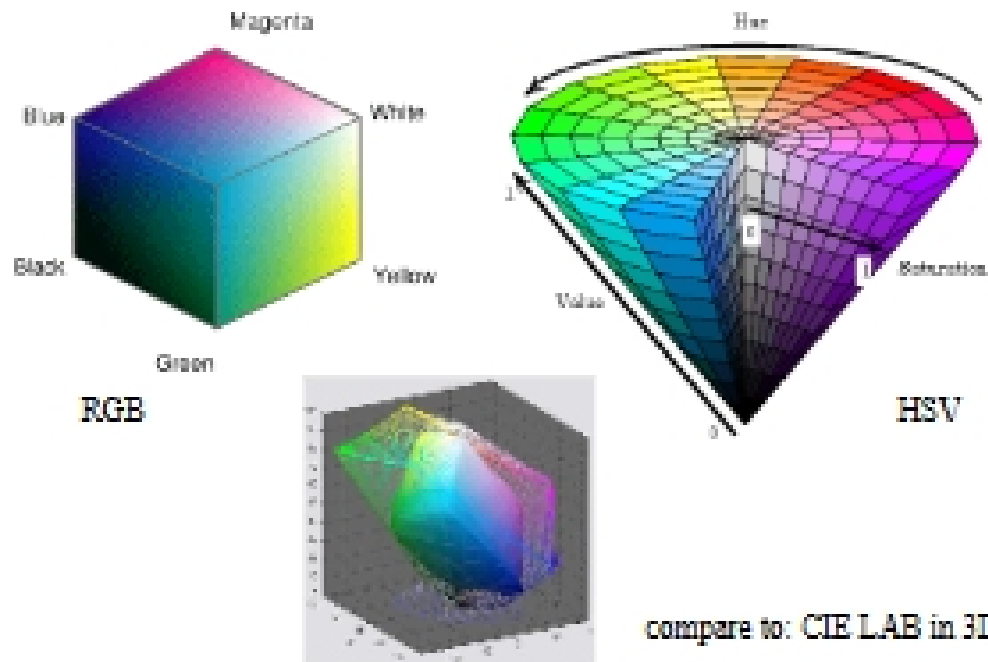 Magenta
Blue
White
Black
Yellow
Green
RGB
Hue
Value
Saturation
HSV
compare to: CIE LAB in 3D